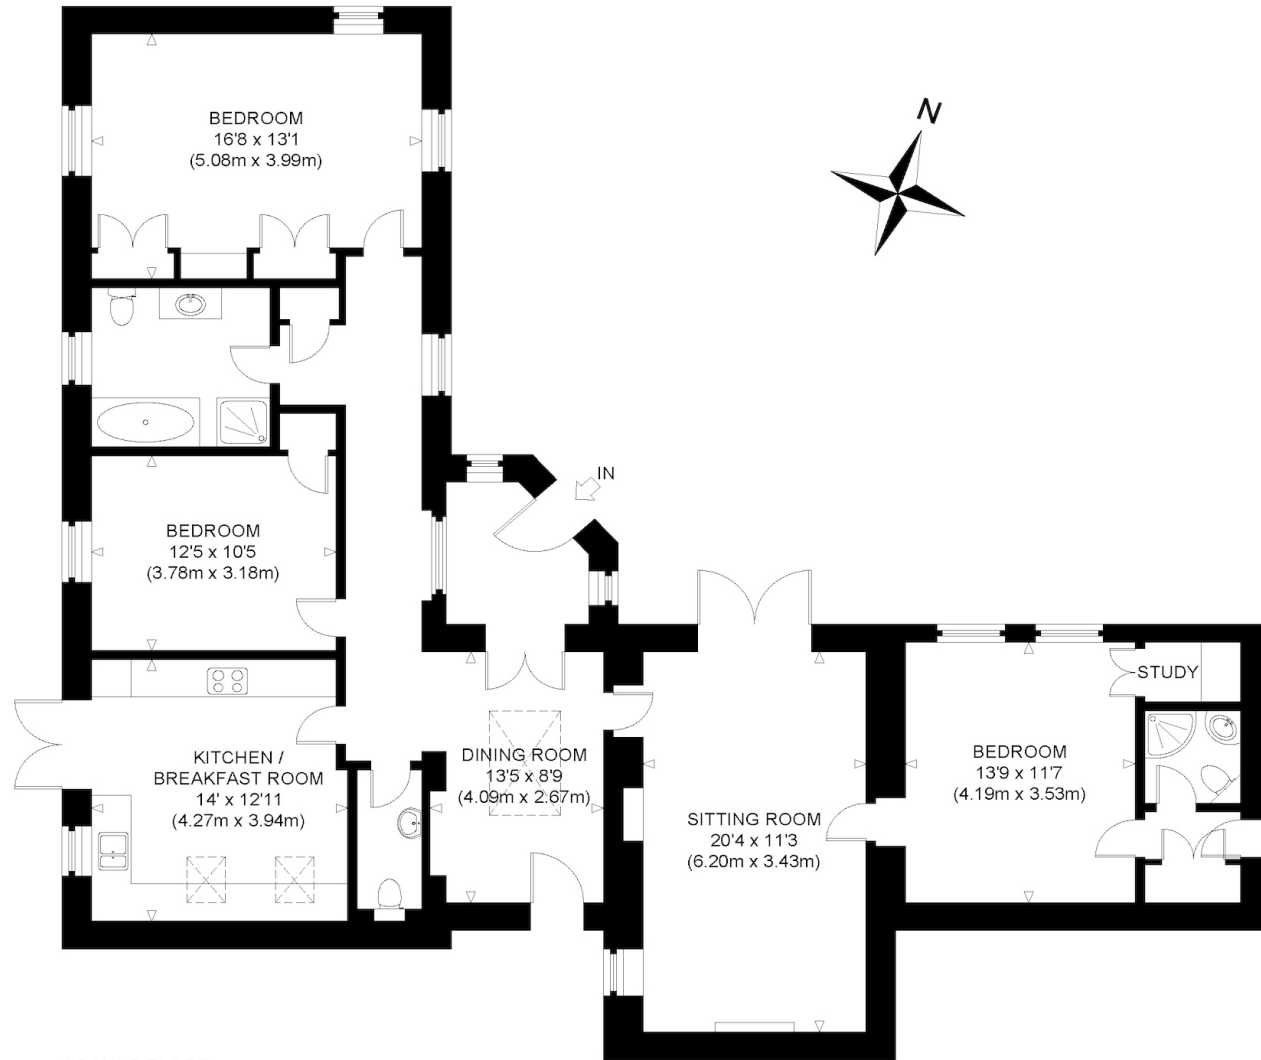 N
BEDROOM
16'8 x 13'1
(5.08m x 3.99m)
IN
BEDROOM
12'5 x 10'5
(3.78m x 3.18m)
STUDY
KITCHEN /
BREAKFAST ROOM
14' x 12'11
(4.27m x 3.94m)
DINING ROOM
13'5 x 8'9
(4.09m x 2.67m)
SITTING ROOM
20'4 x 11'3
(6.20m x 3.43m)
BEDROOM
13'9 x 11'7
(4.19m x 3.53m)